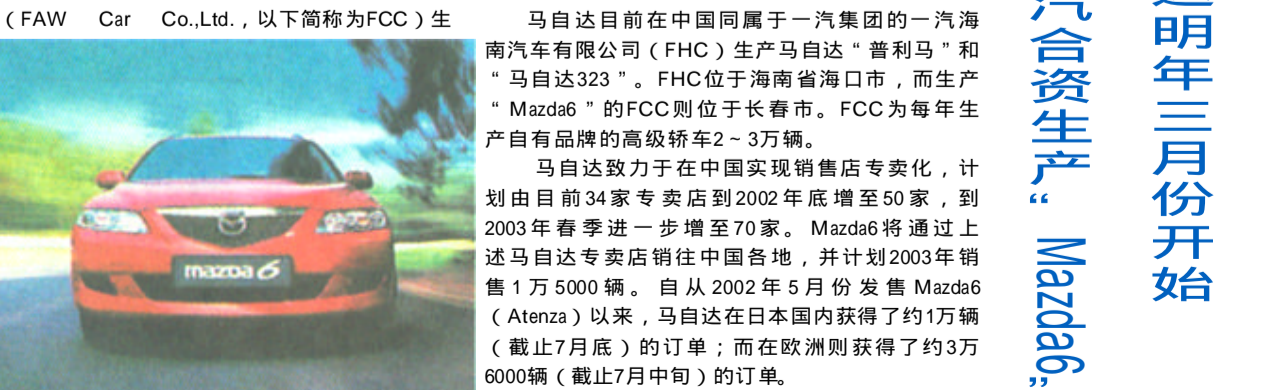 （FAW Car Co.,Ltd.，以下简称为FCC）生
mazda6
马自达目前在中国同属于一汽集团的一汽海
南汽车有限公司（FHC）生产马自达“普利马”和
“马自达323”。FHC位于海南省海口市，而生产
“Mazda6”的FCC则位于长春市。FCC为每年生
产自有品牌的高级轿车2～3万辆。
马自达致力于在中国实现销售店专卖化，计
划由目前34家专卖店到2002年底增至50家，到
2003年春季进一步增至70家。Mazda6将通过上
述马自达专卖店销往中国各地，并计划2003年销
售1万5000辆。自从2002年5月份发售Mazda6
（Atenza）以来，马自达在日本国内获得了约1万辆
（截止7月底）的订单；而在欧洲则获得了约3万
6000辆（截止7月中旬）的订单。
明年三月份开始
汽合资生产“Mazda6”